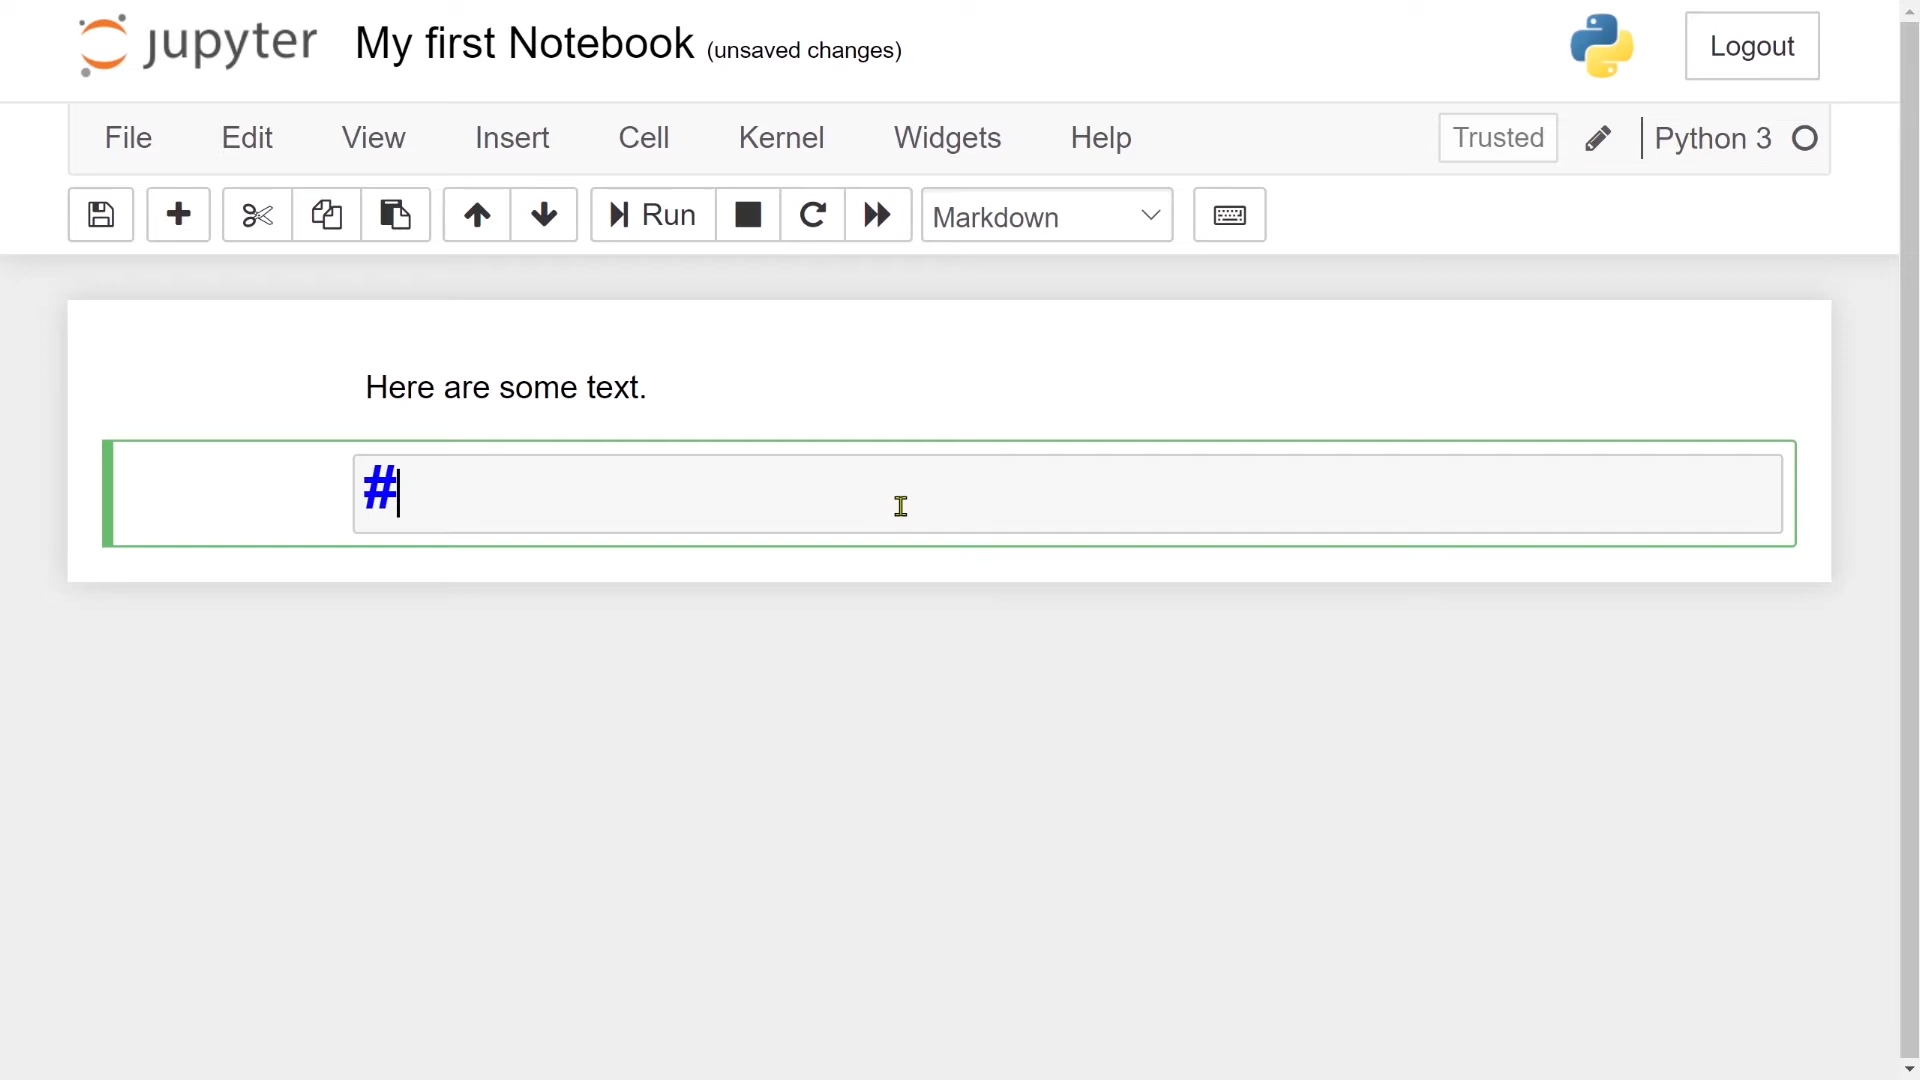 jupyter My first Notebook (unsaved changes) Logout
File Edit View Insert Cell Kernel Widgets Help Trusted Python 3
Run Markdown
Here are some text.
#